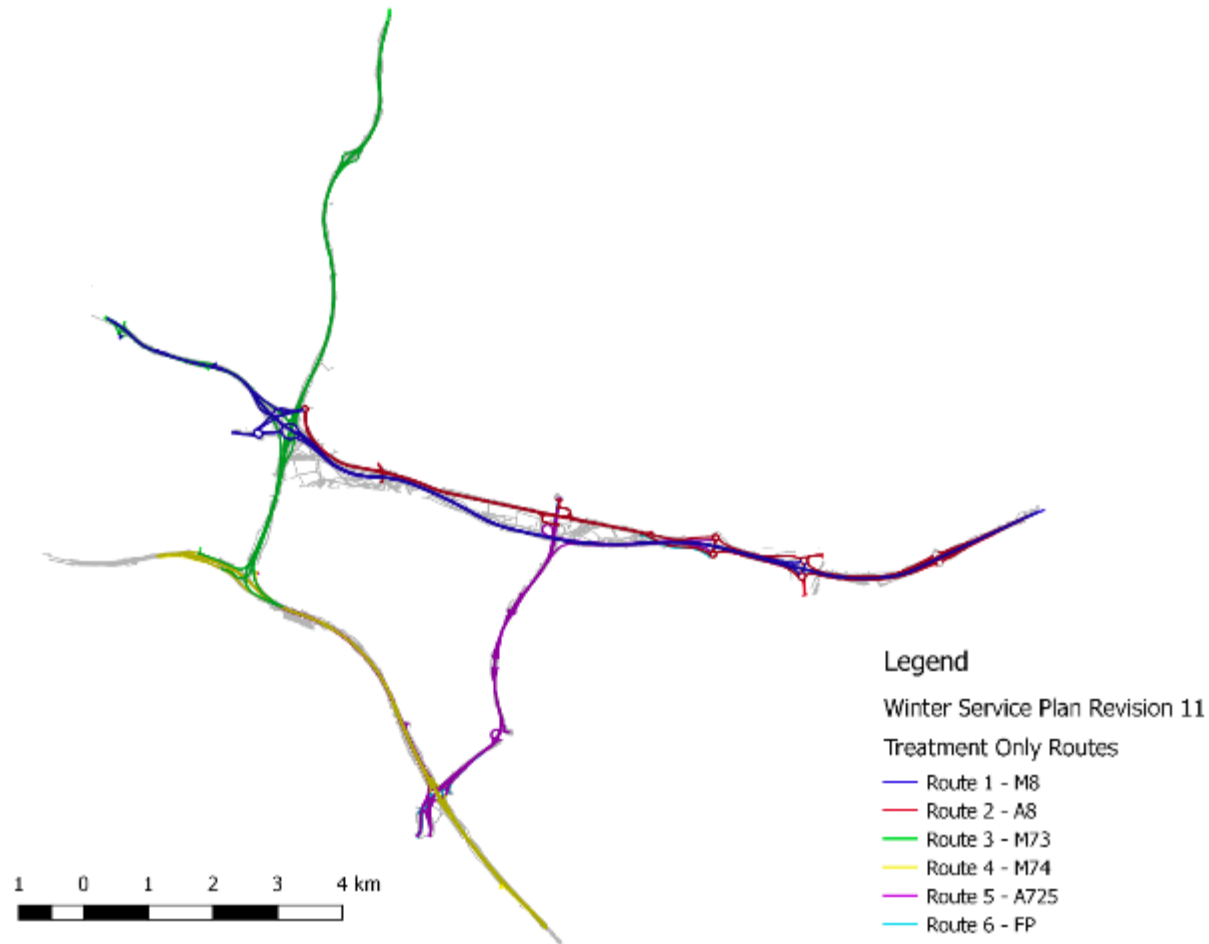 Legend
Winter Service Plan Revision 11
Treatment Only Routes
Route 1 - M8
Route 2 - A8
Route 3 - M73
Route 4 - M74
Route 5 - A725
Route 6 - FP
1 0 1 2 3 4 km